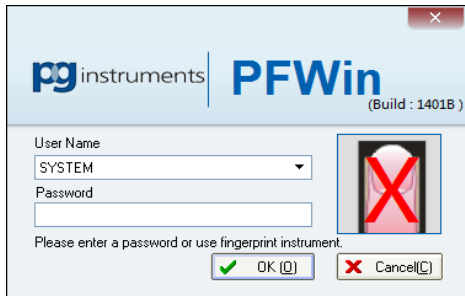 pg instruments PFWin
(Build : 1401B )
User Name
SYSTEM
Password
Please enter a password or use fingerprint instrument.
OK (O) Cancel(C)